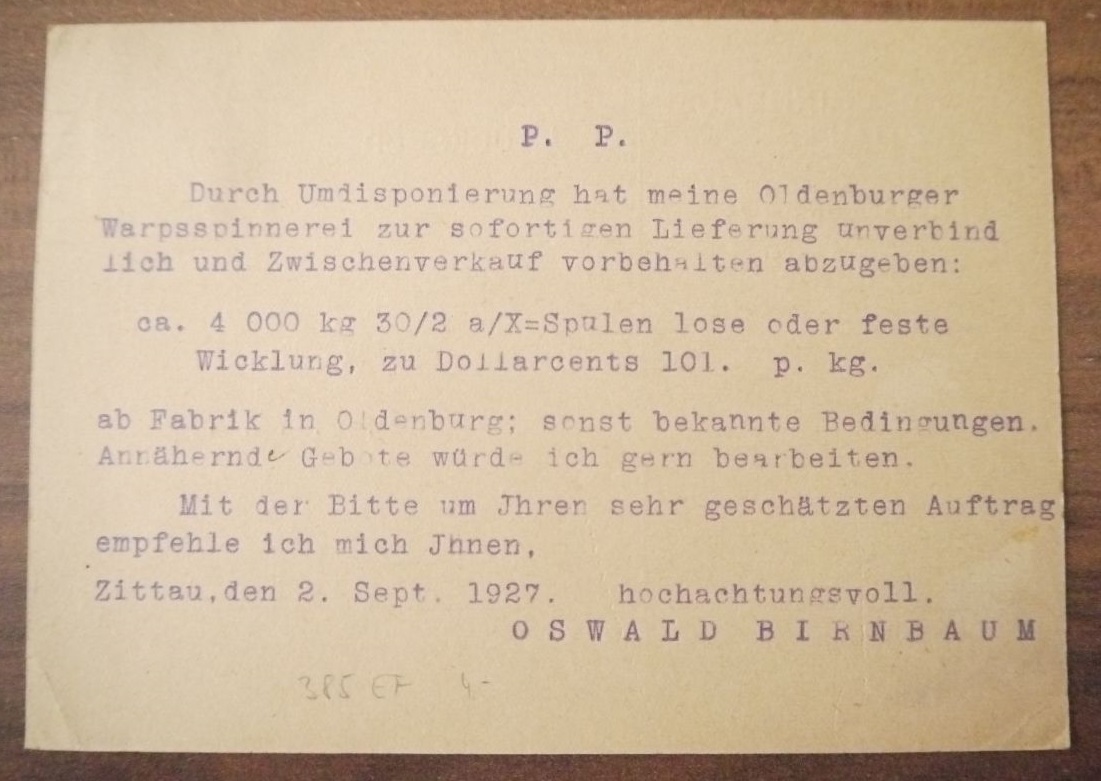 P. P.
Durch Umdisponierung hat meine Oldenburger
Warpsspinnerei zur sofortigen Lieferung unverbind
lich und Zwischenverkauf vorbehalten abzugeben:
ca. 4 000 kg 30/2 a/X=Spulen lose oder feste
Wicklung, zu Dollarcents 101. p. kg.
ab Fabrik in Oldenburg; sonst bekannte Bedingungen.
Annähernde Gebote würde ich gern bearbeiten.
Mit der Bitte um Jhren sehr geschätzten Auftrag
empfehle ich mich Jhnen,
Zittau,den 2. Sept. 1927. hochachtungsvoll.
OSWALD BIRNBAUM
385 EF 4-